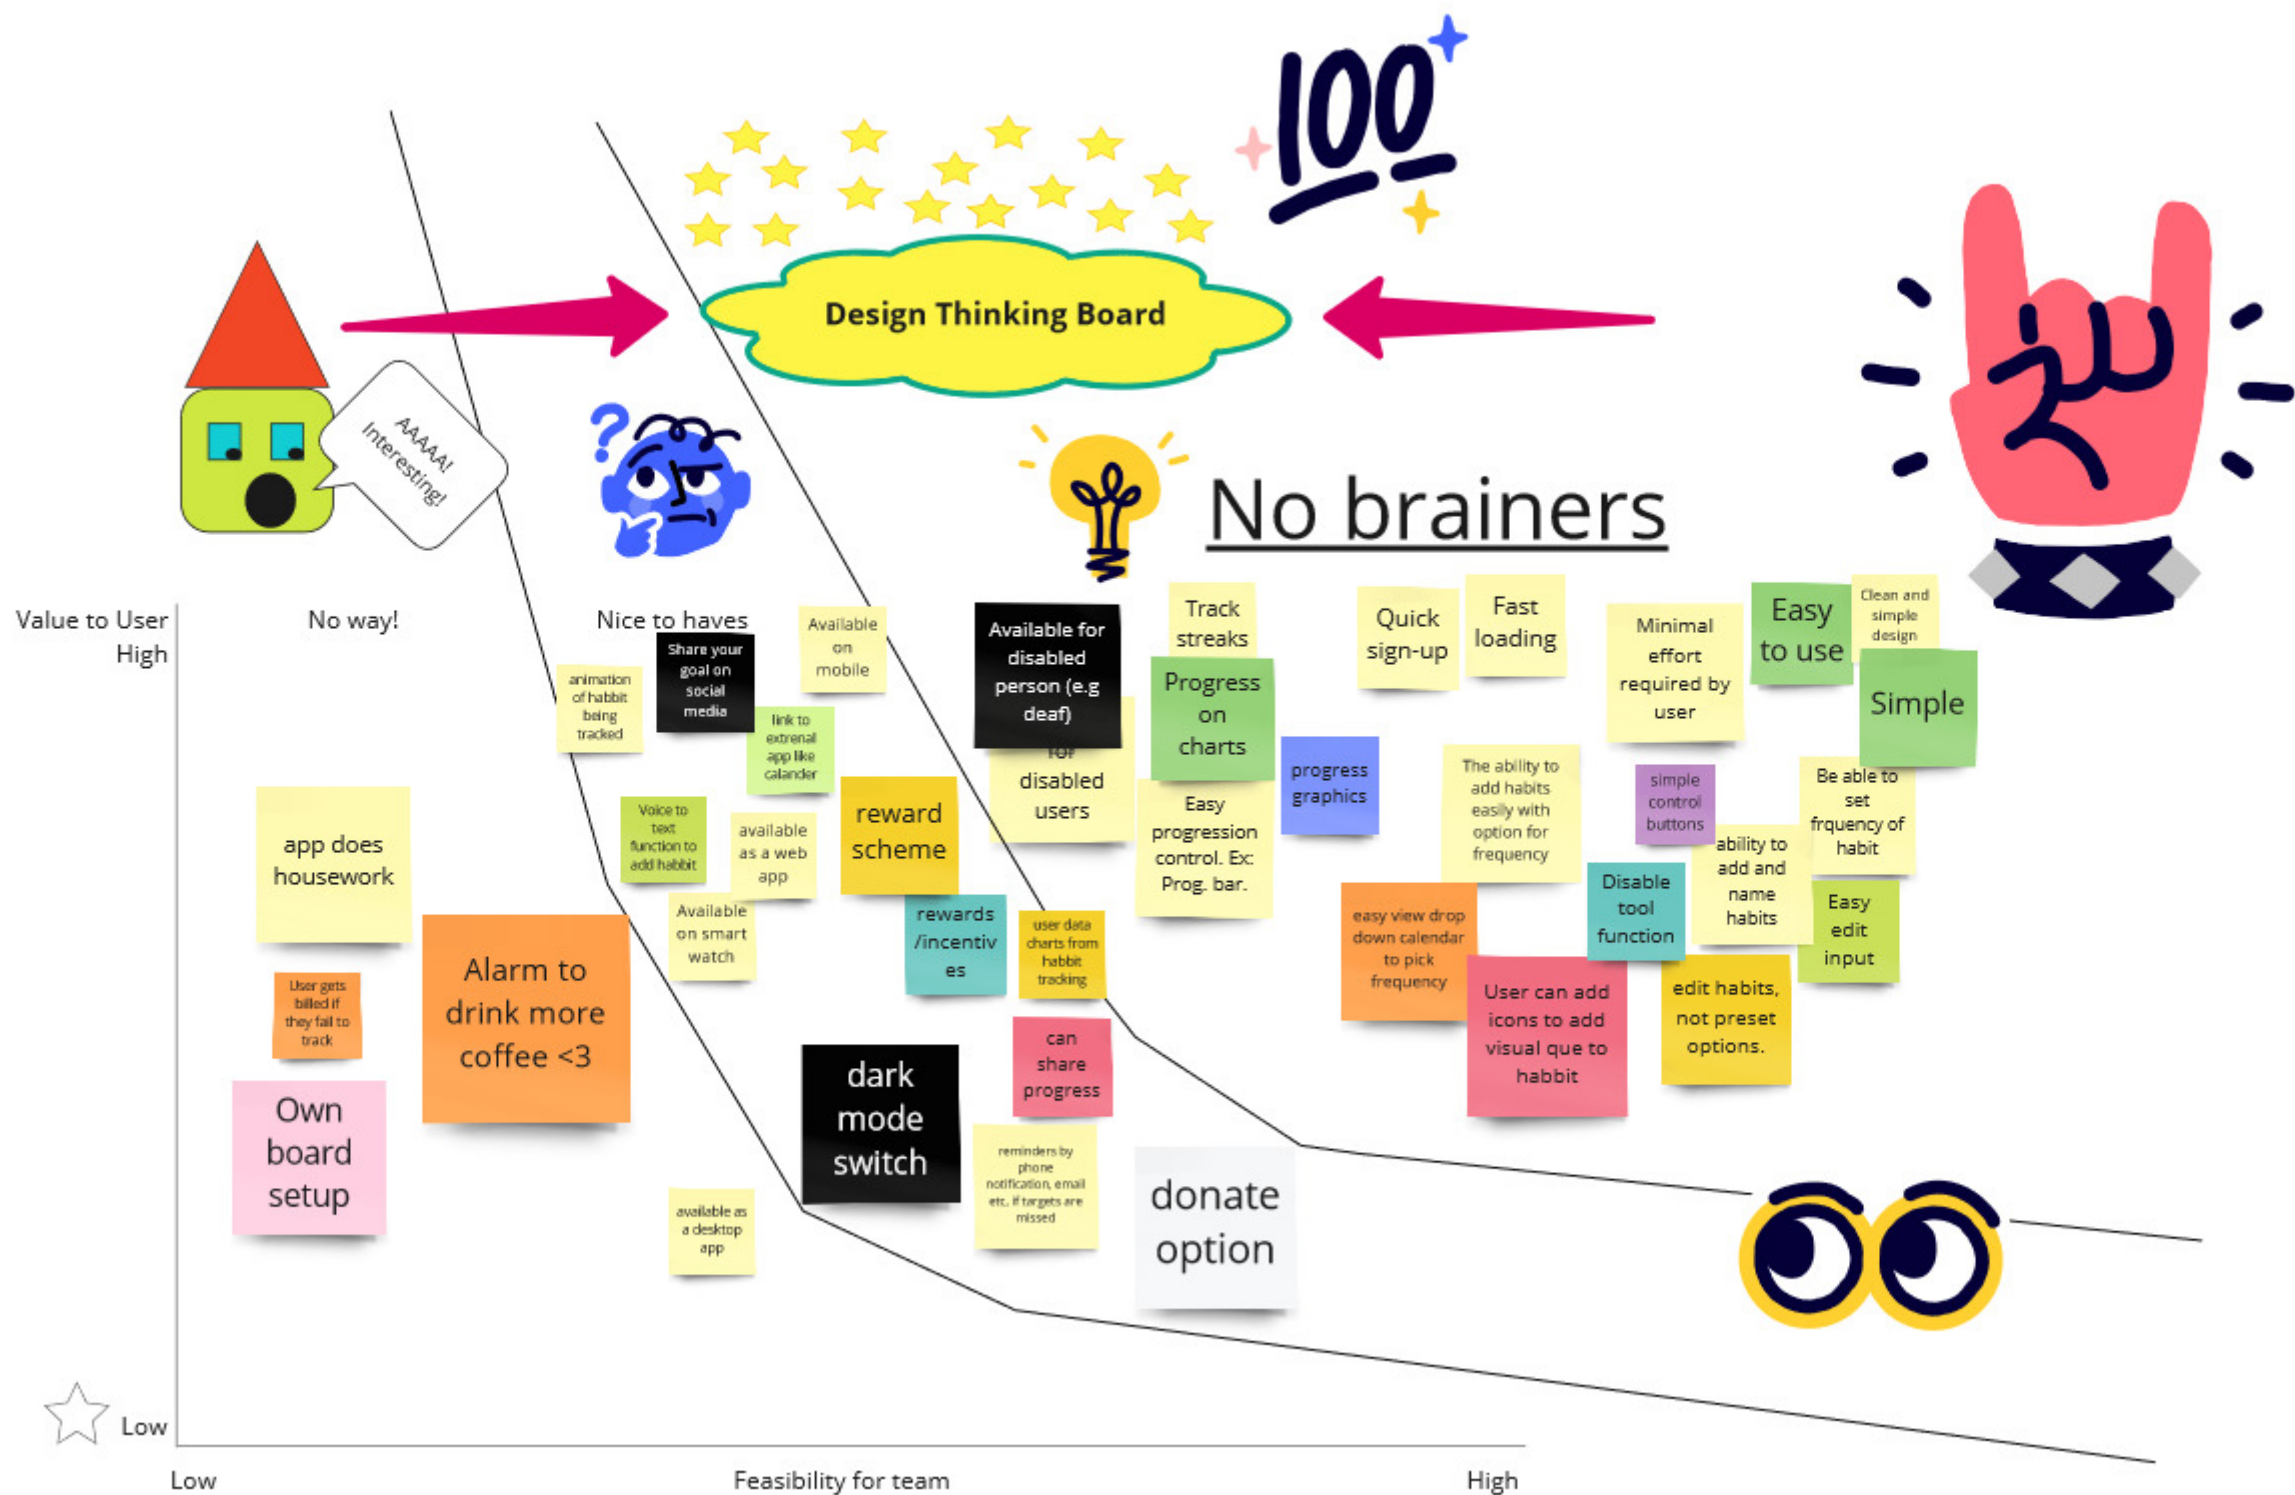 Design Thinking Board
AAAAA!
Interesting!
No brainers
Value to User
High
No way!
Nice to haves
animation
of habbit
being
tracked
Share your
goal on
social
media
Available
on
mobile
link to
extrenal
app like
calander
Voice to
text
function to
add habbit
available
as a web
app
reward
scheme
Available
on smart
watch
rewards
/incentiv
es
user data
charts from
habbit
tracking
can
share
progress
dark
mode
switch
reminders by
phone
notification, email
etc. if targets are
missed
donate
option
available as
a desktop
app
app does
housework
User gets
billed if
they fail to
track
Alarm to
drink more
coffee <3
Own
board
setup
Available for
disabled
person (e.g
deaf)
for
disabled
users
Track
streaks
Progress
on
charts
Easy
progression
control. Ex:
Prog. bar.
progress
graphics
Quick
sign-up
Fast
loading
Minimal
effort
required by
user
Easy
to use
Clean and
simple
design
Simple
The ability to
add habits
easily with
option for
frequency
simple
control
buttons
Be able to
set
frquency of
habit
ability to
add and
name
habits
Disable
tool
function
Easy
edit
input
easy view drop
down calendar
to pick
frequency
User can add
icons to add
visual que to
habbit
edit habits,
not preset
options.
Low
Low
Feasibility for team
High